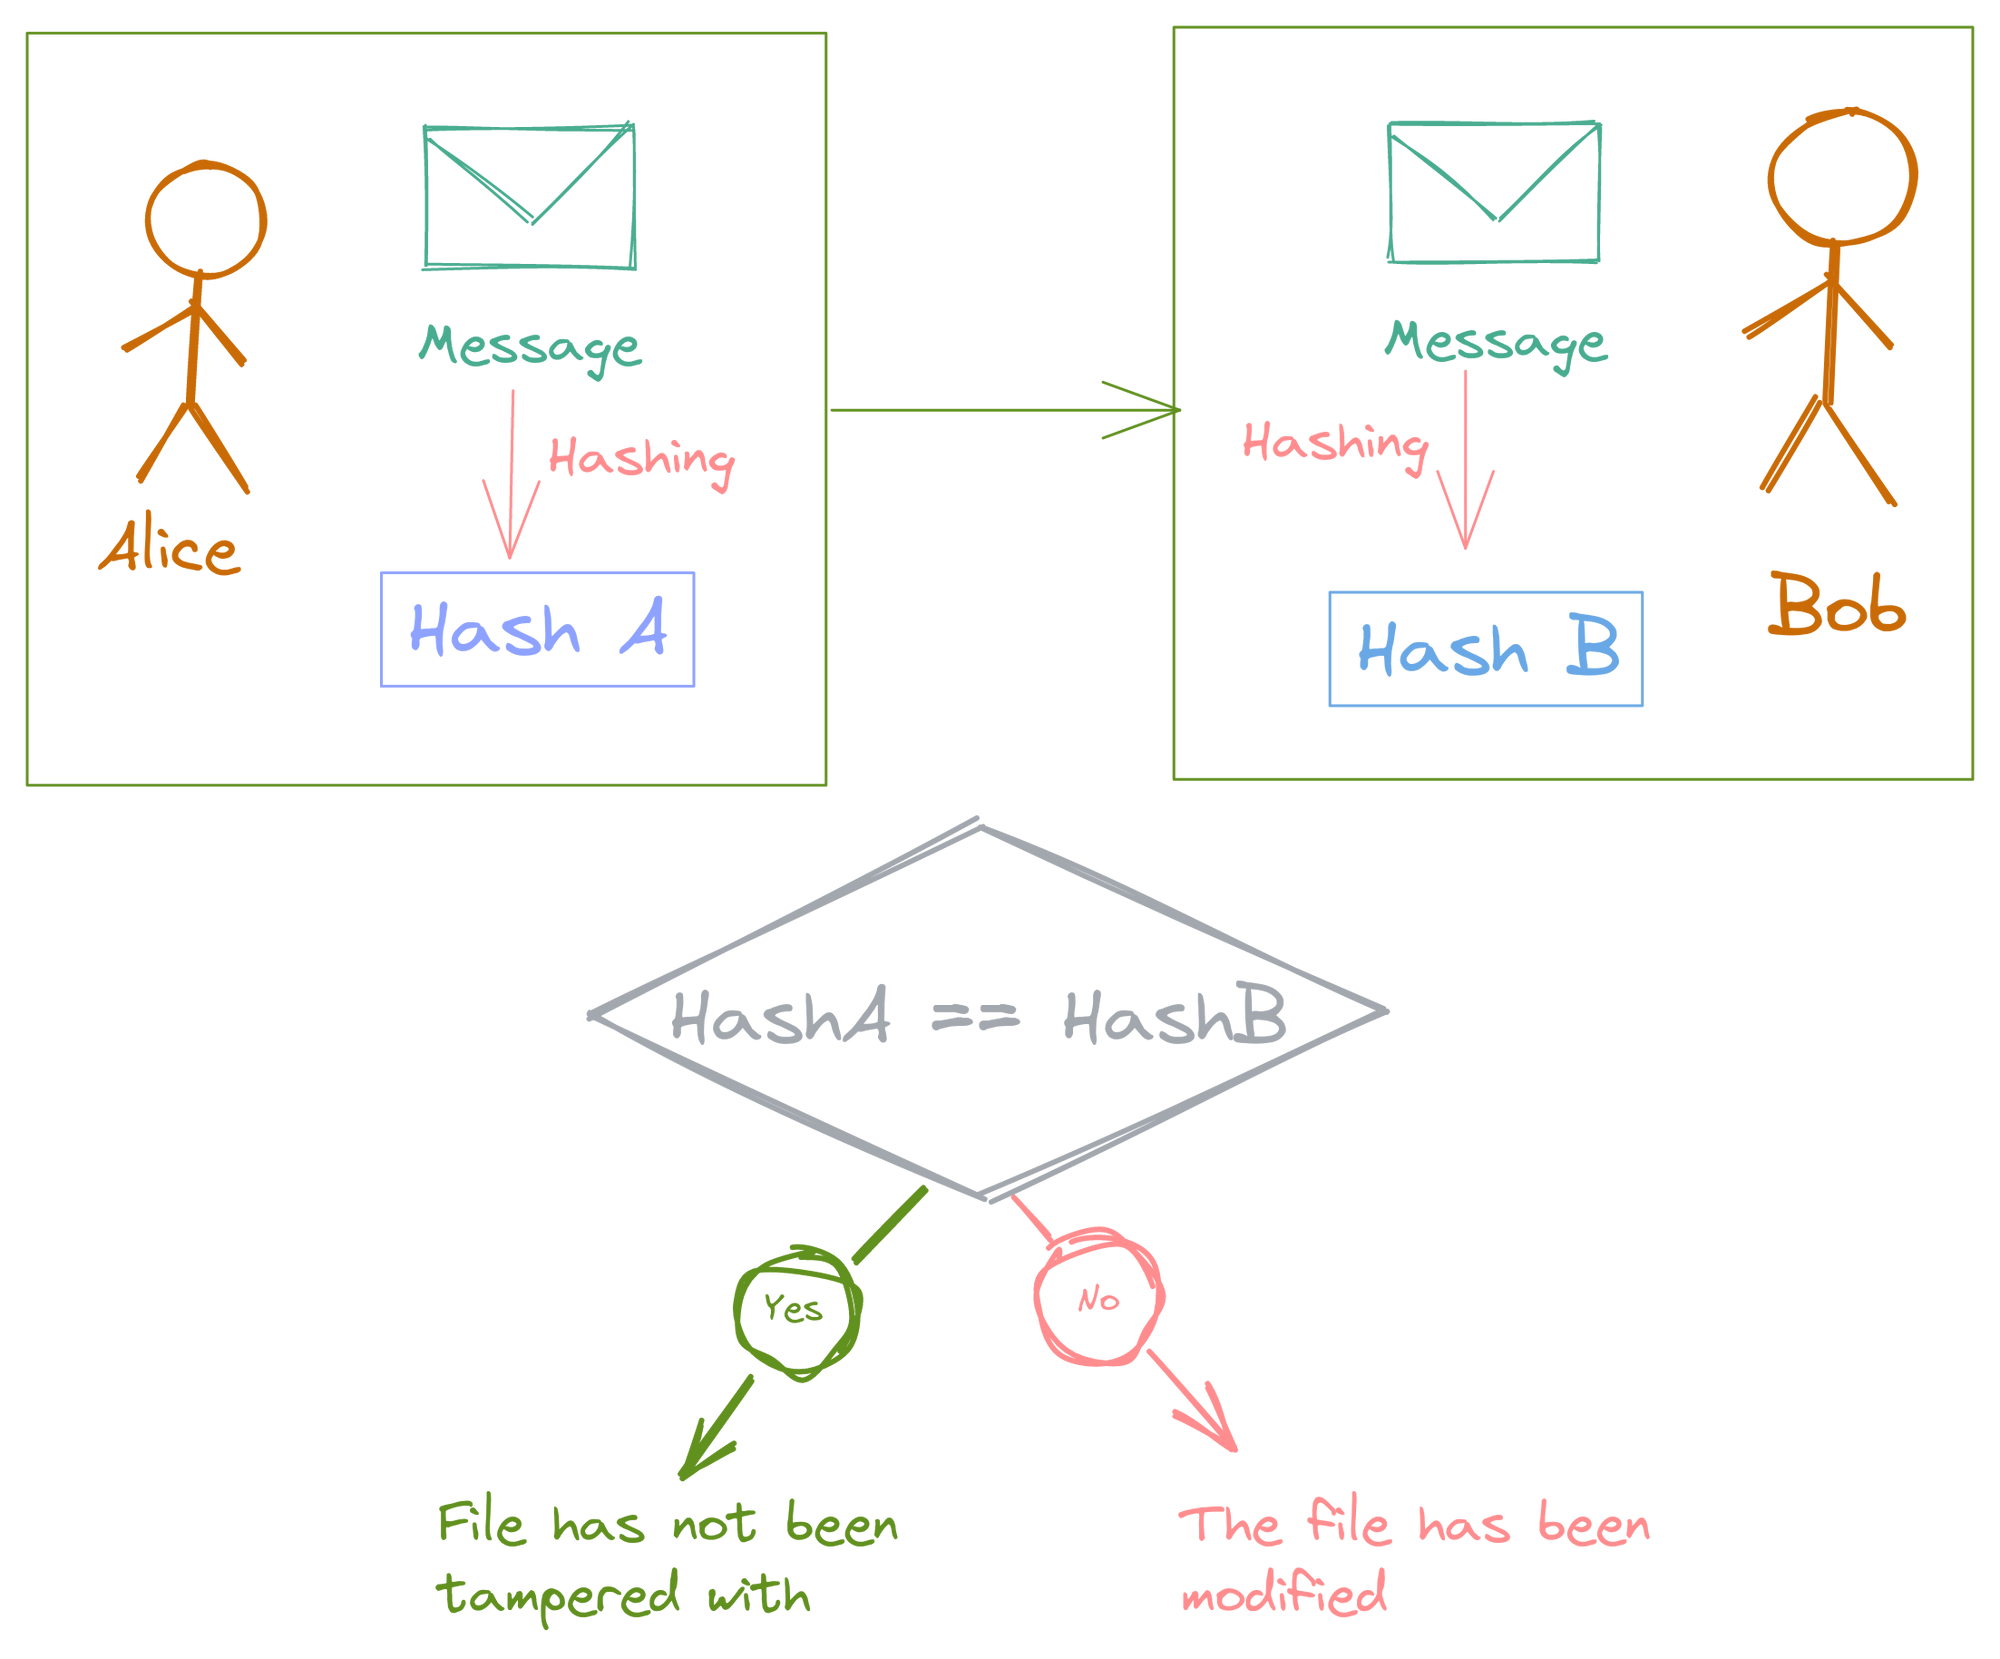 Message
Hashing
Alice
Hash A
Message
Hashing
Bob
Hash B
HashA == HashB
Yes
No
File has not been
tampered with
The file has been
modified